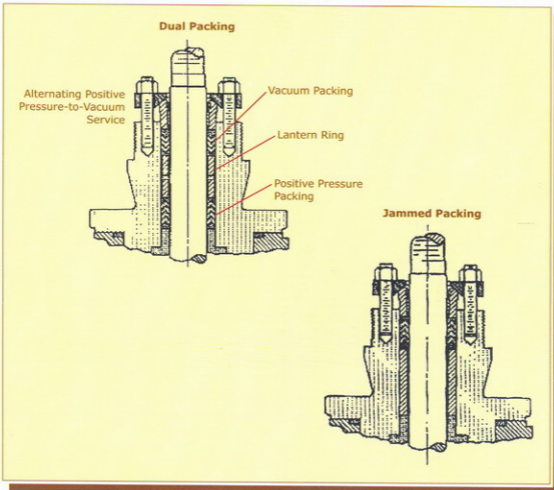 Dual Packing
Alternating Positive
Pressure-to-Vacuum
Service
Vacuum Packing
Lantern Ring
Positive Pressure
Packing
Jammed Packing